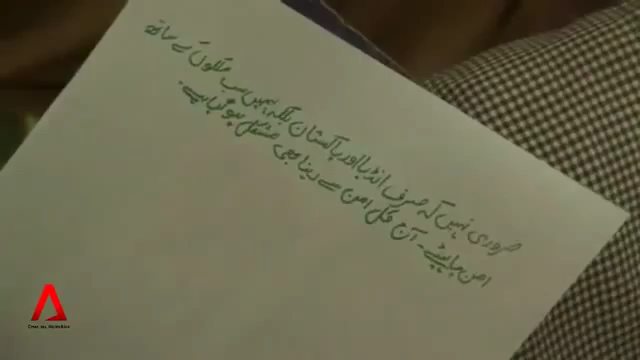 ضروری نہیں کہ صرف انڈیا اور پاکستان بلکہ ہمیں سب ملکوں کے ساتھ
امن چاہیے۔ آج کل امن سے رہنا بھی مشکل ہو گیا ہے۔